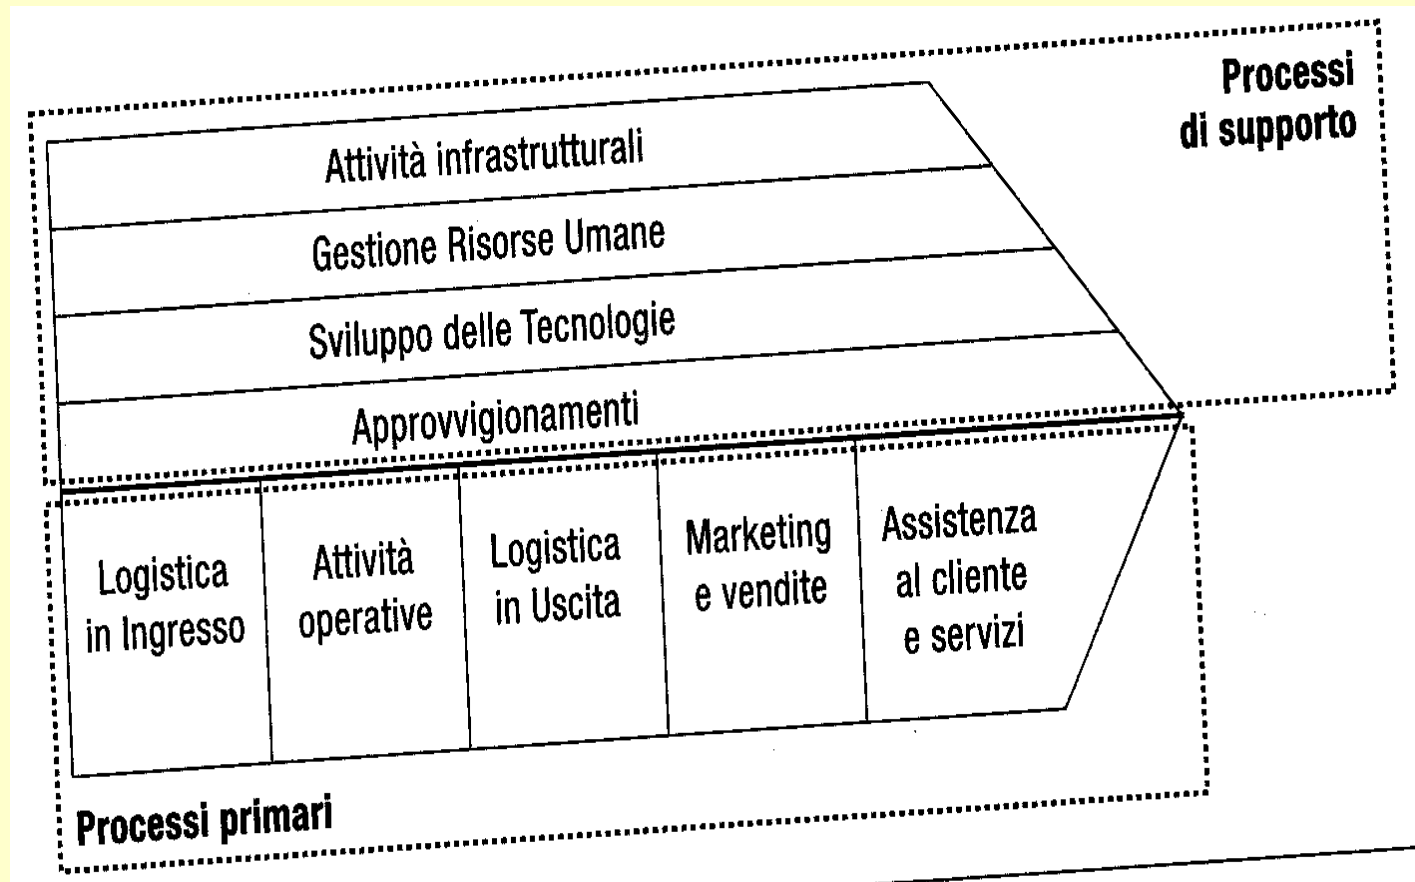 Processi
di supporto
Attività infrastrutturali
Gestione Risorse Umane
Sviluppo delle Tecnologie
Approvvigionamenti
Logistica
in Ingresso
Attività
operative
Logistica
in Uscita
Marketing
e vendite
Assistenza
al cliente
e servizi
Processi primari